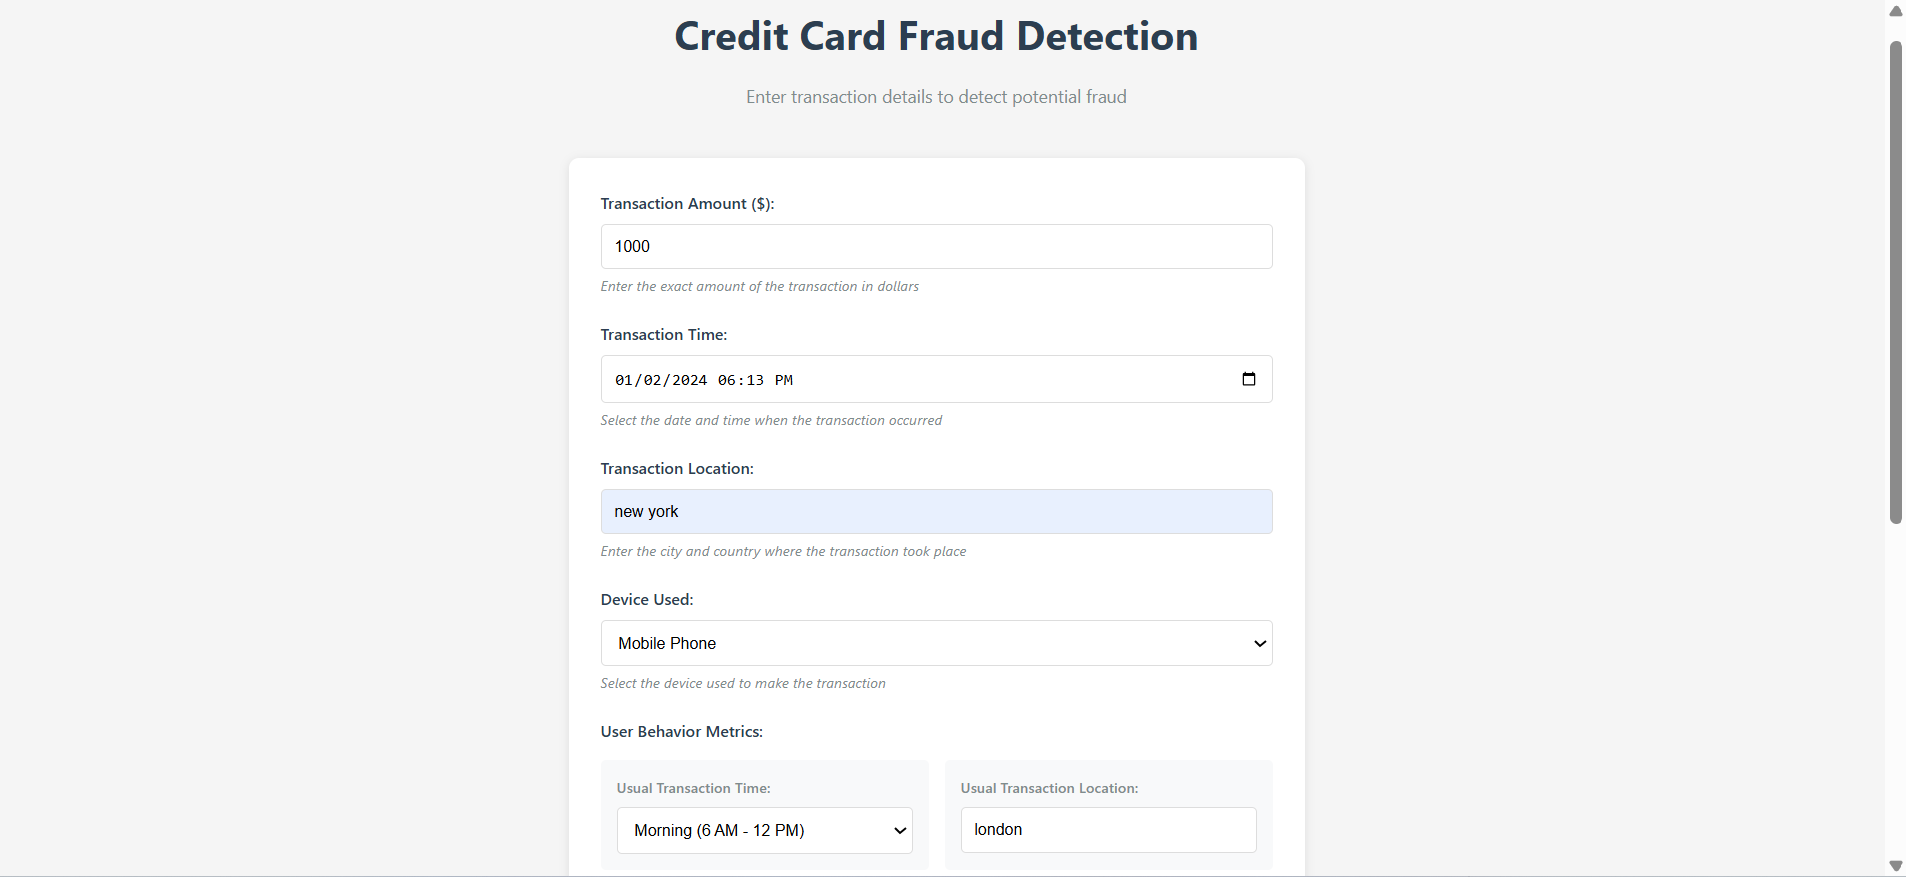 Credit Card Fraud Detection
Enter transaction details to detect potential fraud
Transaction Amount ($):
1000
Enter the exact amount of the transaction in dollars
Transaction Time:
01/02/2024 06:13 PM
Select the date and time when the transaction occurred
Transaction Location:
new york
Enter the city and country where the transaction took place
Device Used:
Mobile Phone
Select the device used to make the transaction
User Behavior Metrics:
Usual Transaction Time:
Morning (6 AM - 12 PM)
Usual Transaction Location:
london